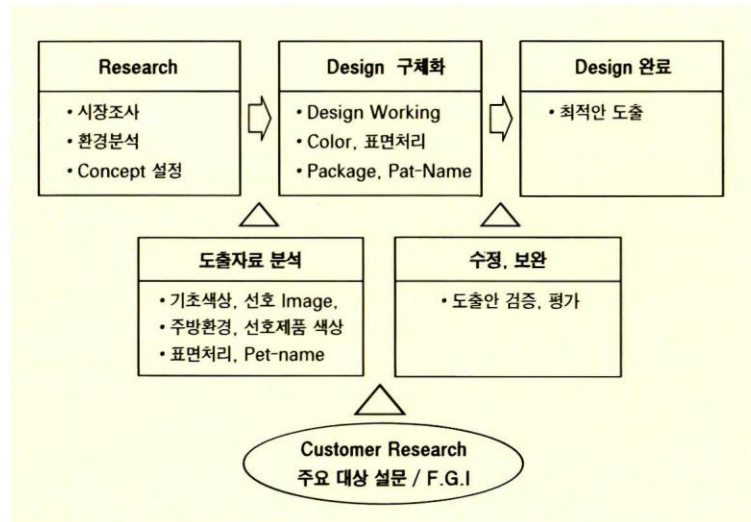 Research
• 시장조사
• 환경분석
• Concept 설정
Design 구체화
• Design Working
• Color, 표면처리
• Package, Pat-Name
Design 완료
• 최적안 도출
도출자료 분석
• 기초색상, 선호 Image,
• 주방환경, 선호제품 색상
• 표면처리, Pet-name
수정, 보완
• 도출안 검증, 평가
Customer Research
주요 대상 설문 / F.G.I